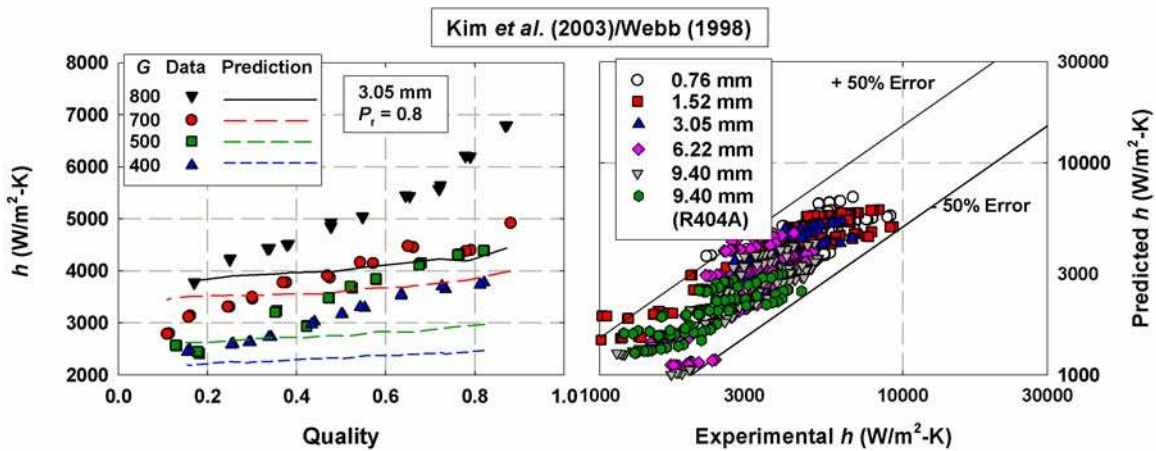 Kim et al. (2003)/Webb (1998)
G Data Prediction
800
700
500
400
3.05 mm
Pr = 0.8
8000
7000
6000
5000
4000
3000
2000
h (W/m²-K)
0.0 0.2 0.4 0.6 0.8 1.0
Quality
0.76 mm
1.52 mm
3.05 mm
6.22 mm
9.40 mm
9.40 mm
(R404A)
+ 50% Error
- 50% Error
30000
10000
3000
1000
Predicted h (W/m²-K)
1000 3000 10000 30000
Experimental h (W/m²-K)